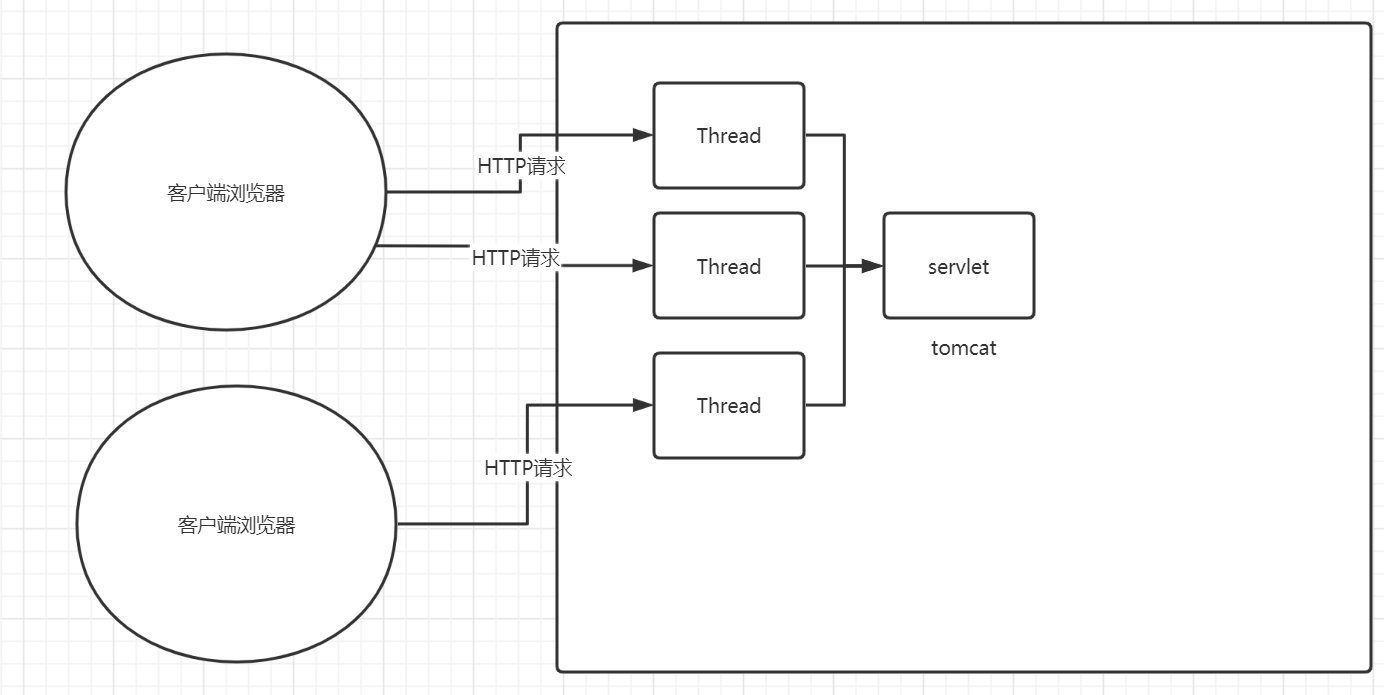 客户端浏览器
HTTP请求
Thread
HTTP请求
Thread
servlet
tomcat
Thread
HTTP请求
客户端浏览器